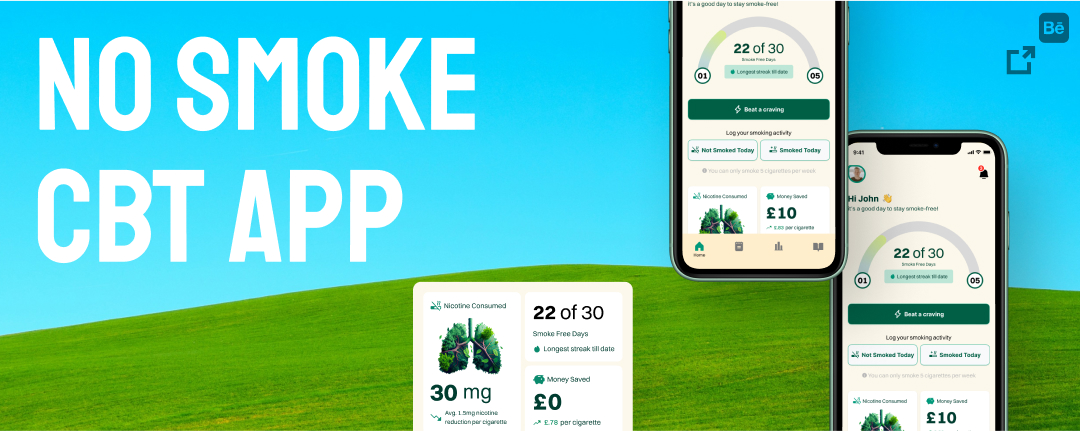 NO SMOKE
CBT APP
Bē
It's a good day to stay smoke-free!
22 of 30
Smoke Free Days
Longest streak till date
01
05
Beat a craving
Log your smoking activity
Not Smoked Today
Smoked Today
You can only smoke 5 cigarettes per week
Nicotine Consumed
Money Saved
£10
per cigarette
Home
9:41
Hi John 👋
It's a good day to stay smoke-free!
22 of 30
Smoke Free Days
Longest streak till date
01
05
Beat a craving
Log your smoking activity
Not Smoked Today
Smoked Today
You can only smoke 5 cigarettes per week
Nicotine Consumed
Money Saved
£10
per cigarette
Nicotine Consumed
30 mg
Avg. 1.5mg nicotine
reduction per cigarette
22 of 30
Smoke Free Days
Longest streak till date
Money Saved
£0
£.78 per cigarette